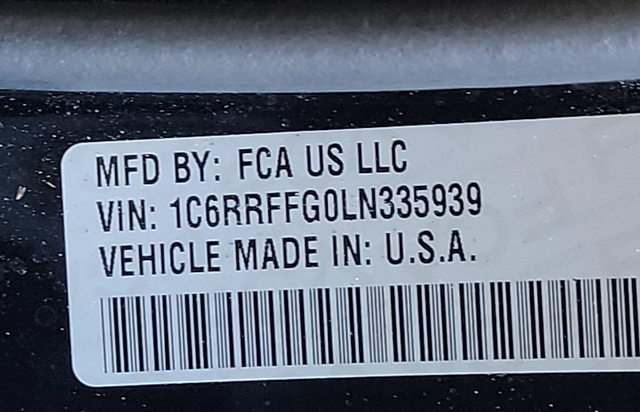 MFD BY: FCA US LLC
VIN: 1C6RRFFG0LN335939
VEHICLE MADE IN: U.S.A.